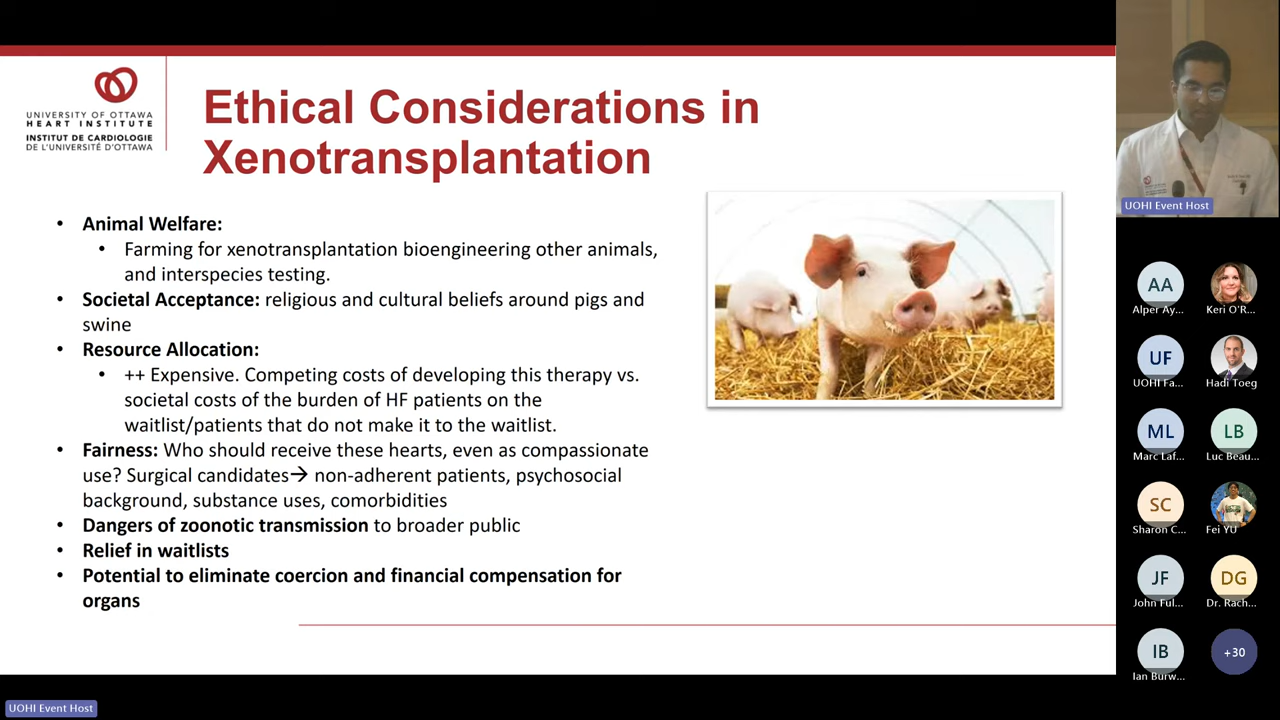 UNIVERSITY OF OTTAWA
HEART INSTITUTE
INSTITUT DE CARDIOLOGIE
DE L'UNIVERSITÉ D'OTTAWA
Ethical Considerations in
Xenotransplantation
• Animal Welfare:
• Farming for xenotransplantation bioengineering other animals,
and interspecies testing.
• Societal Acceptance: religious and cultural beliefs around pigs and
swine
• Resource Allocation:
• ++ Expensive. Competing costs of developing this therapy vs.
societal costs of the burden of HF patients on the
waitlist/patients that do not make it to the waitlist.
• Fairness: Who should receive these hearts, even as compassionate
use? Surgical candidates→ non-adherent patients, psychosocial
background, substance uses, comorbidities
• Dangers of zoonotic transmission to broader public
• Relief in waitlists
• Potential to eliminate coercion and financial compensation for
organs
UOHI Event Host
AA
Alper Ay...
Keri O'R...
UF
UOHI Fa...
Hadi Toeg
ML
Marc Laf...
LB
Luc Beau...
SC
Sharon C...
Fei YU
JF
John Ful...
DG
Dr. Rach...
IB
Ian Burw...
+30
UOHI Event Host